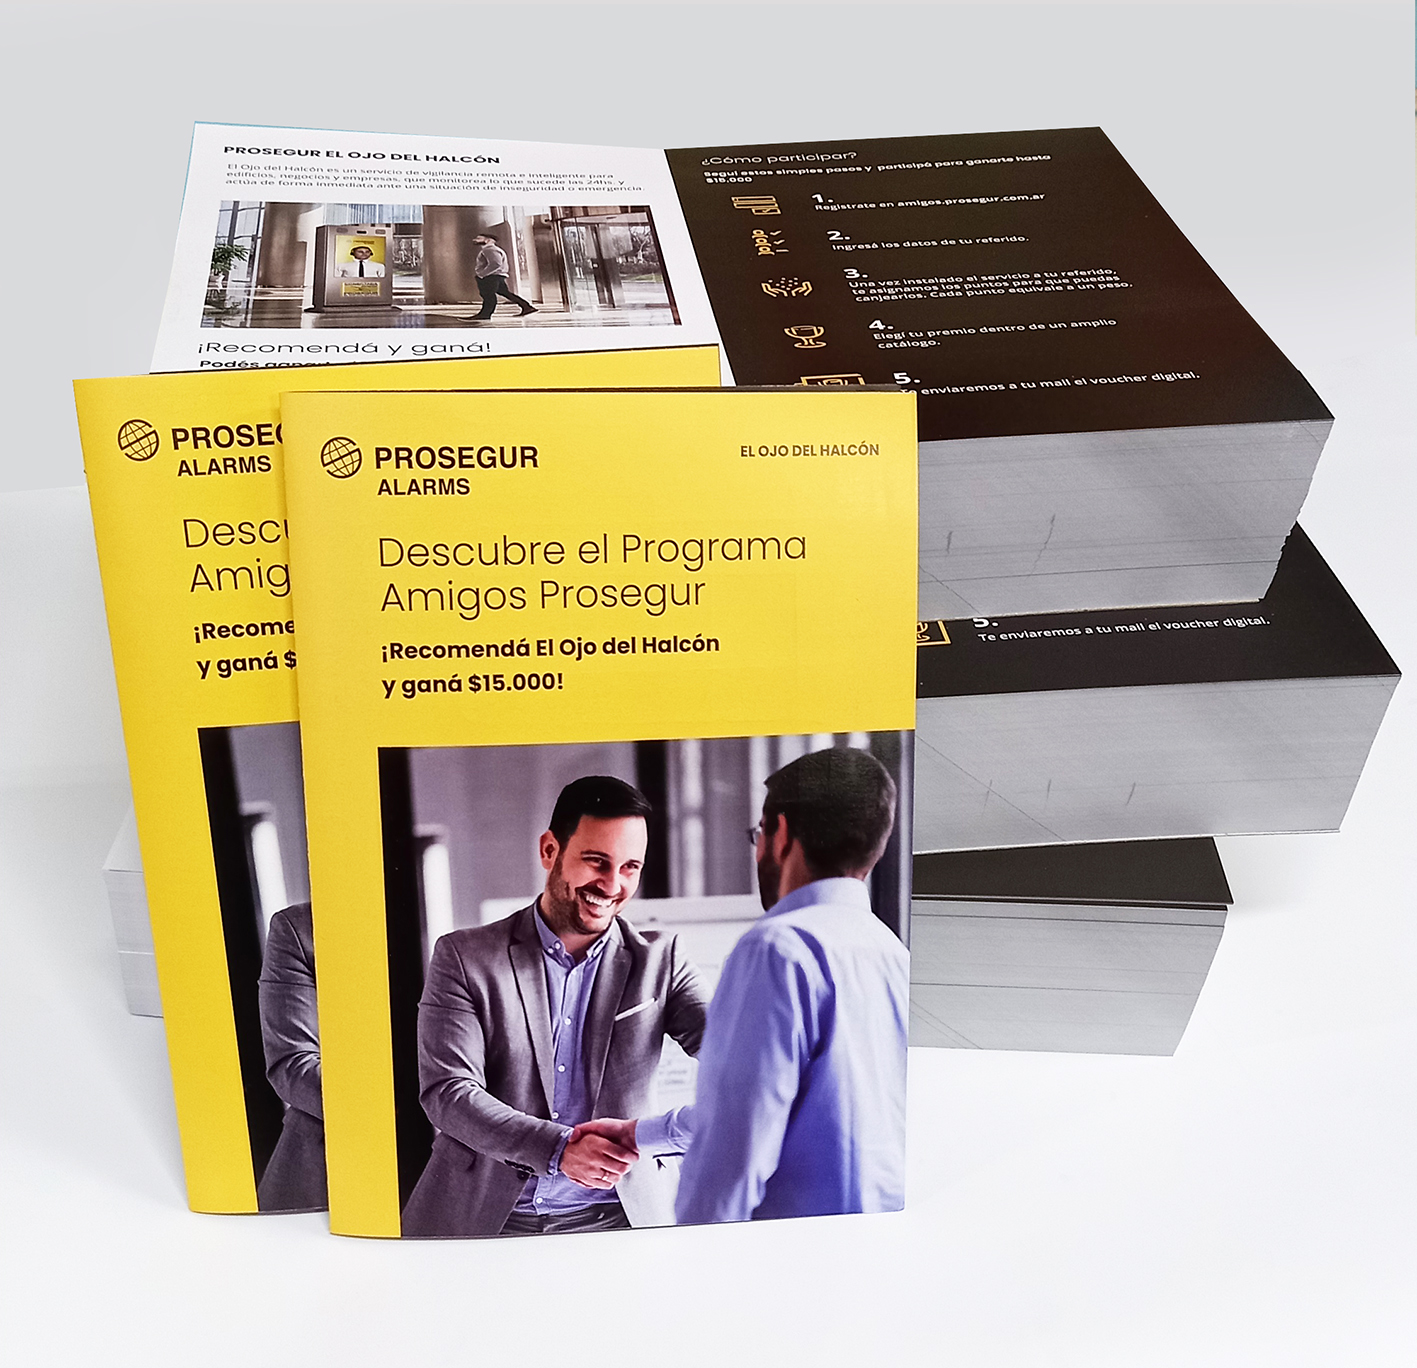 PROSEGUR EL OJO DEL HALCÓN
El Ojo del Halcón es un servicio de vigilancia remota e inteligente para
edificios, negocios y empresas, que monitorea lo que sucede las 24hs. y
actúa de forma inmediata ante una situación de inseguridad o emergencia.
¡Recomendá y ganá!
Podés
¿Cómo participar?
Seguí estos simples pasos y participá para ganarte hasta
$15.000
1.
Registrate en amigos.prosegur.com.ar
2.
Ingresá los datos de tu referido.
3.
Una vez instalado el servicio a tu referido,
te asignamos los puntos para que puedas
canjearlos. Cada punto equivale a un peso.
4.
Elegí tu premio dentro de un amplio
catálogo.
5.
Te enviaremos a tu mail el voucher digital.
PROSEG
ALARMS
Descu
Amig
¡Recome
y ganá $
PROSEGUR
ALARMS
EL OJO DEL HALCÓN
Descubre el Programa
Amigos Prosegur
¡Recomendá El Ojo del Halcón
y ganá $15.000!
5.
Te enviaremos a tu mail el voucher digital.